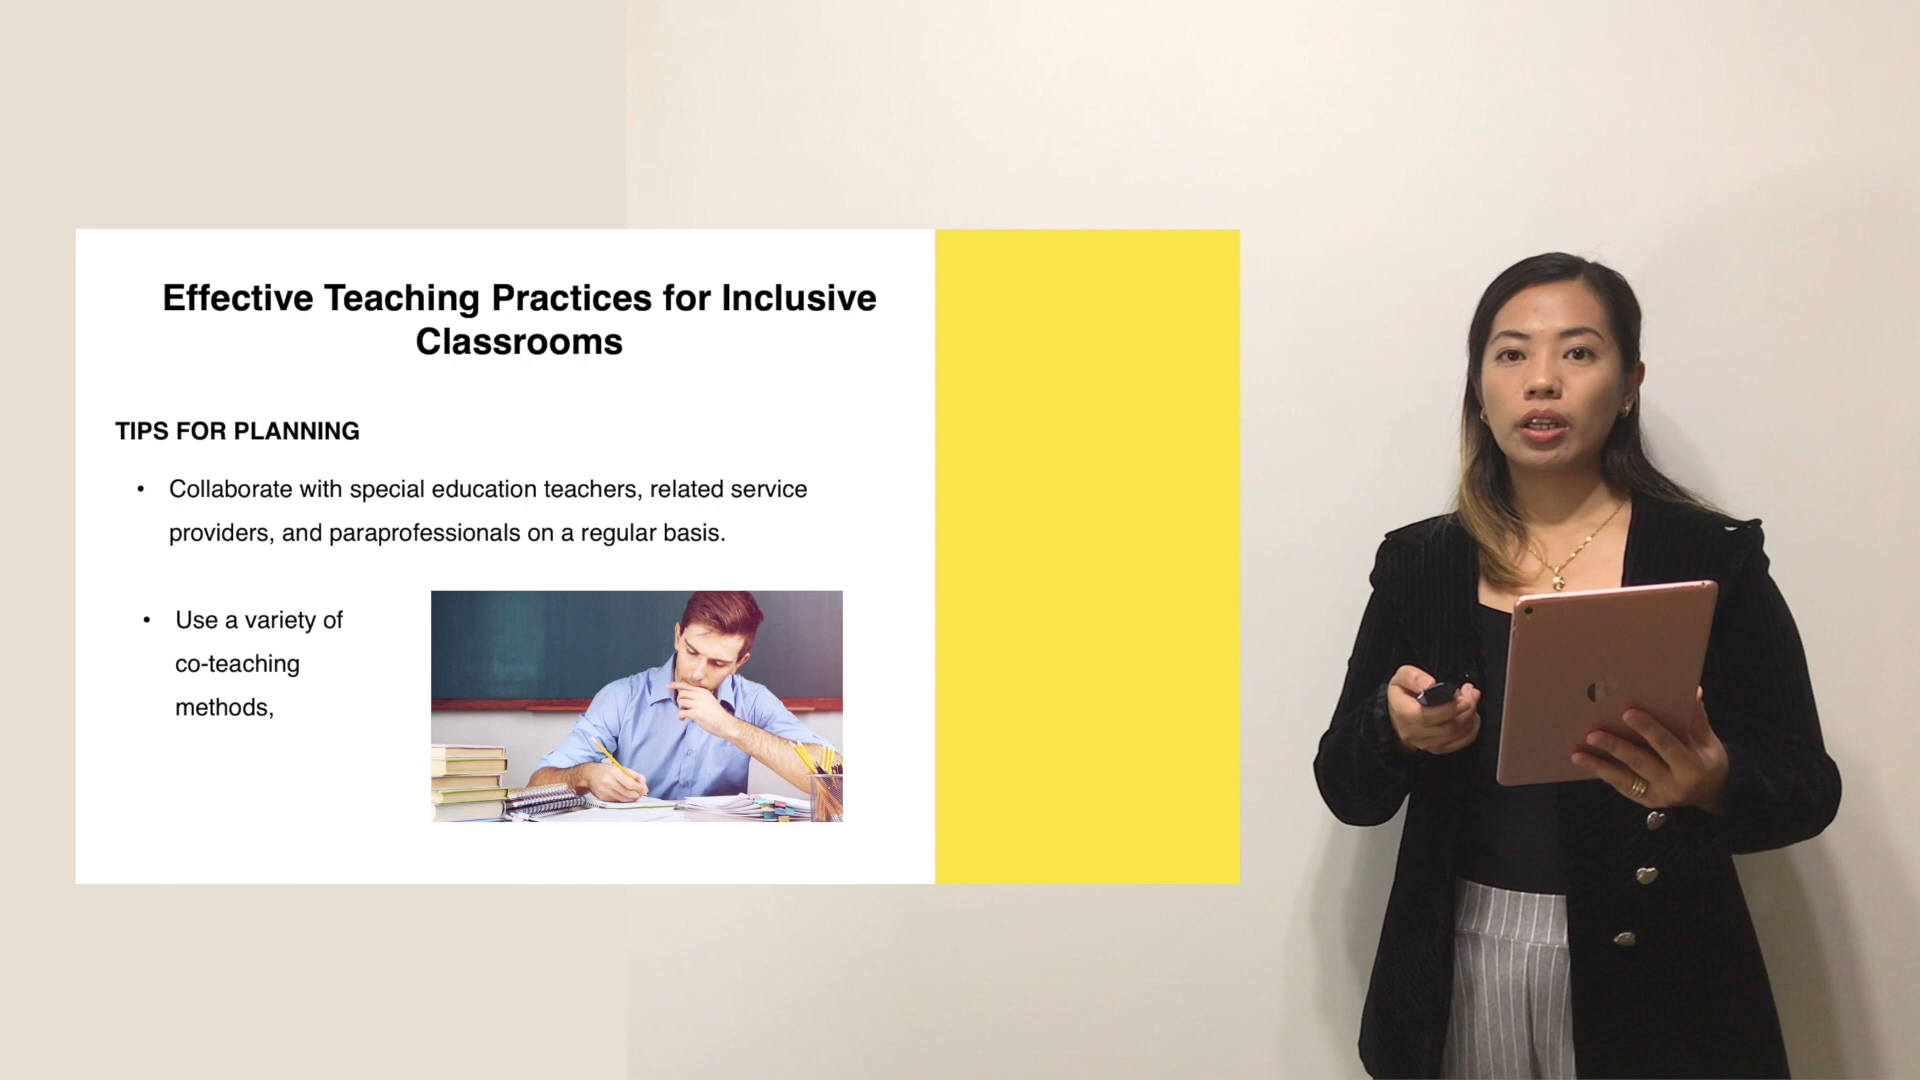 Effective Teaching Practices for Inclusive
Classrooms
TIPS FOR PLANNING
• Collaborate with special education teachers, related service
providers, and paraprofessionals on a regular basis.
• Use a variety of
co-teaching
methods,